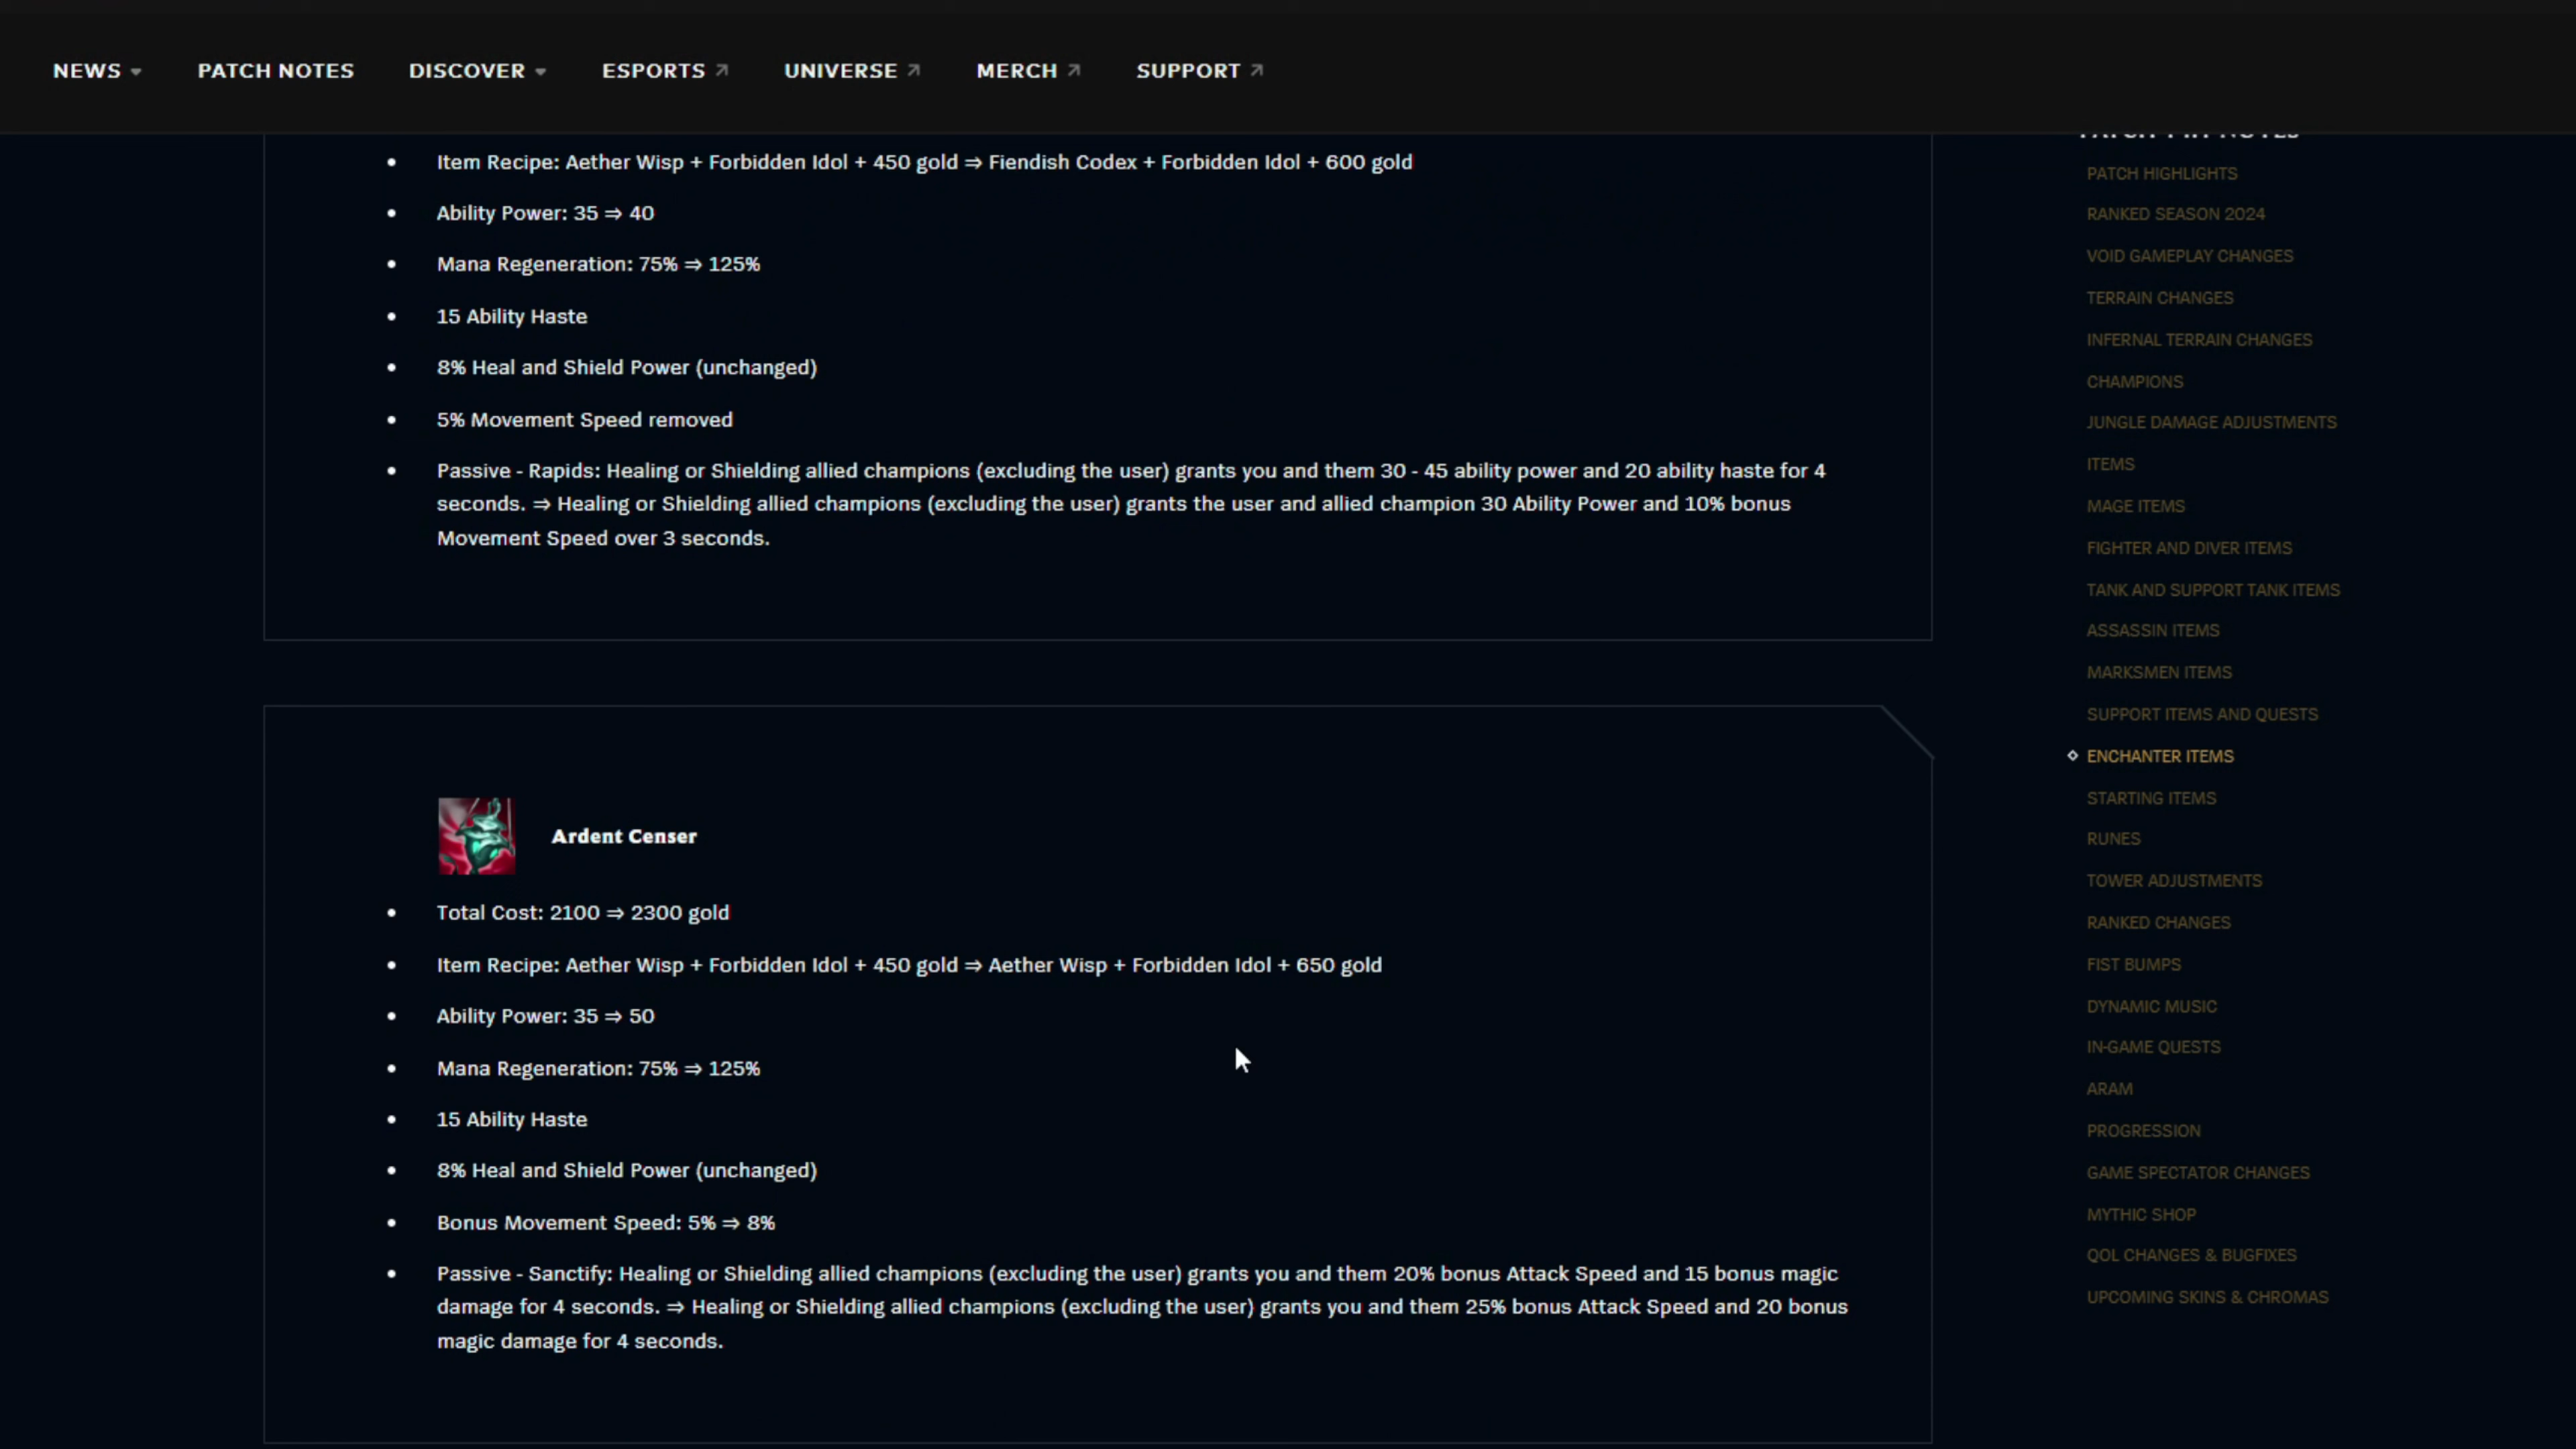 NEWS
PATCH NOTES
DISCOVER
ESPORTS
UNIVERSE
MERCH
SUPPORT
• Item Recipe: Aether Wisp + Forbidden Idol + 450 gold ⇒ Fiendish Codex + Forbidden Idol + 600 gold
• Ability Power: 35 ⇒ 40
• Mana Regeneration: 75% ⇒ 125%
• 15 Ability Haste
• 8% Heal and Shield Power (unchanged)
• 5% Movement Speed removed
• Passive - Rapids: Healing or Shielding allied champions (excluding the user) grants you and them 30 - 45 ability power and 20 ability haste for 4
seconds. ⇒ Healing or Shielding allied champions (excluding the user) grants the user and allied champion 30 Ability Power and 10% bonus
Movement Speed over 3 seconds.
Ardent Censer
• Total Cost: 2100 ⇒ 2300 gold
• Item Recipe: Aether Wisp + Forbidden Idol + 450 gold ⇒ Aether Wisp + Forbidden Idol + 650 gold
• Ability Power: 35 ⇒ 50
• Mana Regeneration: 75% ⇒ 125%
• 15 Ability Haste
• 8% Heal and Shield Power (unchanged)
• Bonus Movement Speed: 5% ⇒ 8%
• Passive - Sanctify: Healing or Shielding allied champions (excluding the user) grants you and them 20% bonus Attack Speed and 15 bonus magic
damage for 4 seconds. ⇒ Healing or Shielding allied champions (excluding the user) grants you and them 25% bonus Attack Speed and 20 bonus
magic damage for 4 seconds.
NOTES
PATCH HIGHLIGHTS
RANKED SEASON 2024
VOID GAMEPLAY CHANGES
TERRAIN CHANGES
INFERNAL TERRAIN CHANGES
CHAMPIONS
JUNGLE DAMAGE ADJUSTMENTS
ITEMS
MAGE ITEMS
FIGHTER AND DIVER ITEMS
TANK AND SUPPORT TANK ITEMS
ASSASSIN ITEMS
MARKSMEN ITEMS
SUPPORT ITEMS AND QUESTS
ENCHANTER ITEMS
STARTING ITEMS
RUNES
TOWER ADJUSTMENTS
RANKED CHANGES
FIST BUMPS
DYNAMIC MUSIC
IN-GAME QUESTS
ARAM
PROGRESSION
GAME SPECTATOR CHANGES
MYTHIC SHOP
QOL CHANGES & BUGFIXES
UPCOMING SKINS & CHROMAS